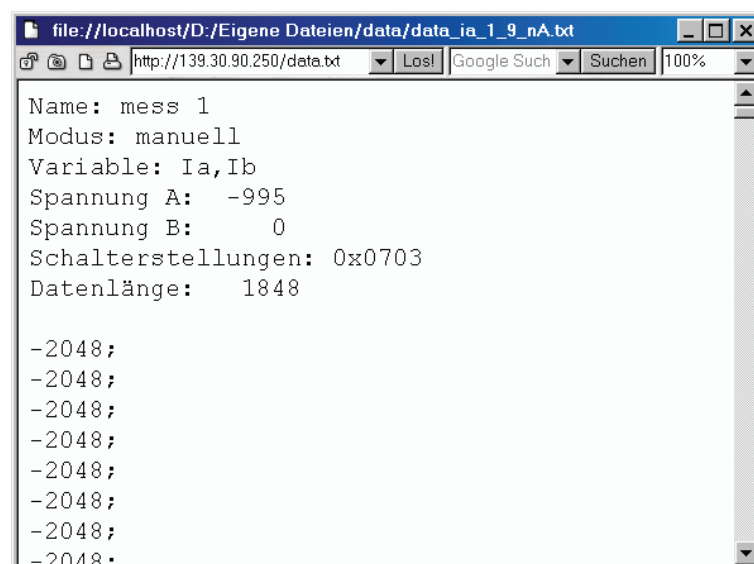 file://localhost/D:/Eigene Dateien/data/data_ia_1_9_nA.txt
http://139.30.90.250/data.txt Los! Google Such Suchen 100%
Name: mess 1
Modus: manuell
Variable: Ia,Ib
Spannung A:  -995
Spannung B:     0
Schalterstellungen: 0x0703
Datenlänge:   1848
-2048;
-2048;
-2048;
-2048;
-2048;
-2048;
-2048;
-2048;